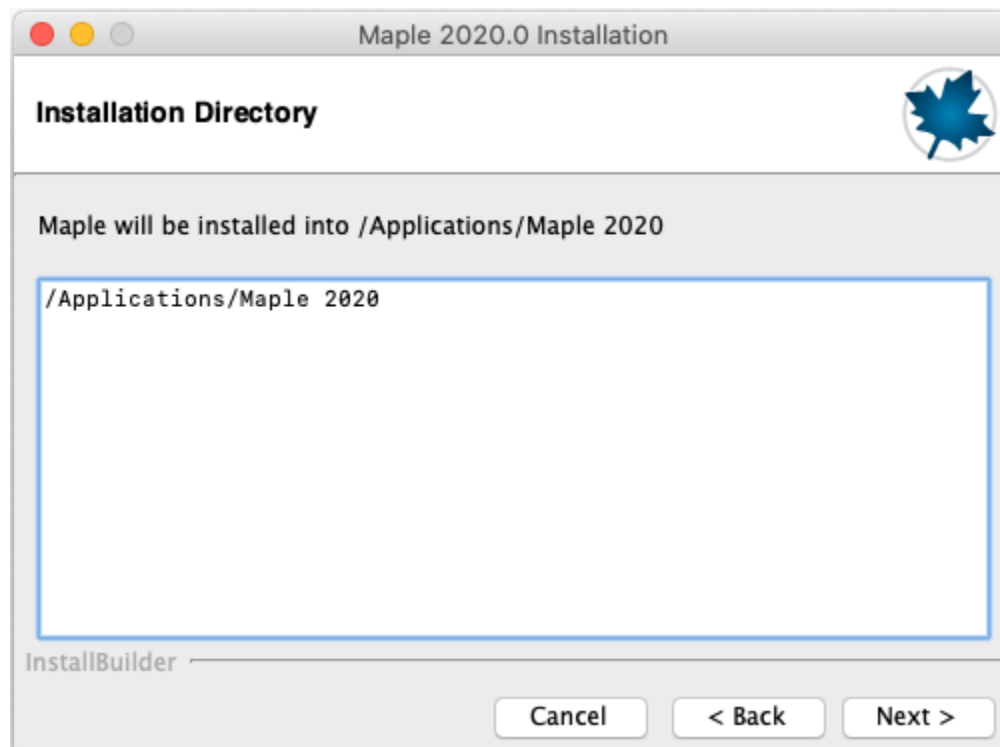 Maple 2020.0 Installation
Installation Directory
Maple will be installed into /Applications/Maple 2020
/Applications/Maple 2020
InstallBuilder
Cancel
< Back
Next >